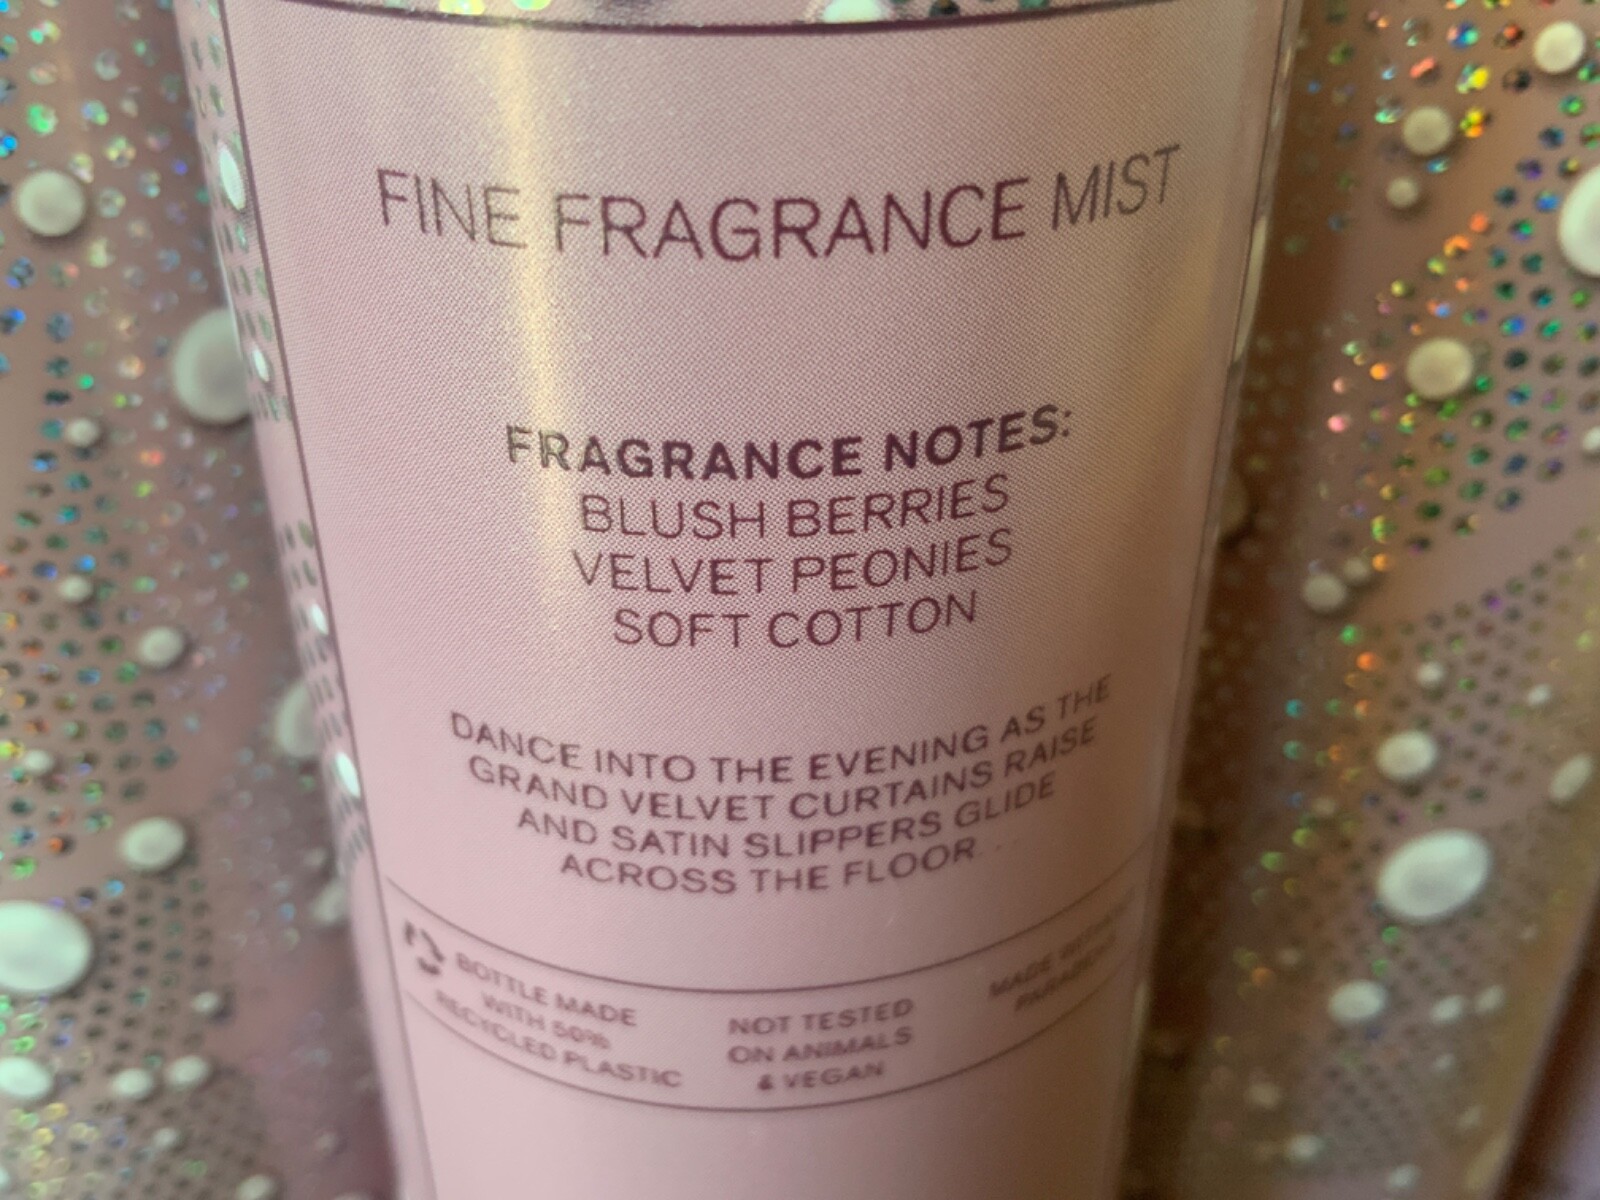 FINE FRAGRANCE MIST
FRAGRANCE NOTES:
BLUSH BERRIES
VELVET PEONIES
SOFT COTTON
DANCE INTO THE EVENING AS THE
GRAND VELVET CURTAINS RAISE
AND SATIN SLIPPERS GLIDE
ACROSS THE FLOOR
BOTTLE MADE
WITH 50%
RECYCLED PLASTIC
NOT TESTED
ON ANIMALS
& VEGAN
MADE